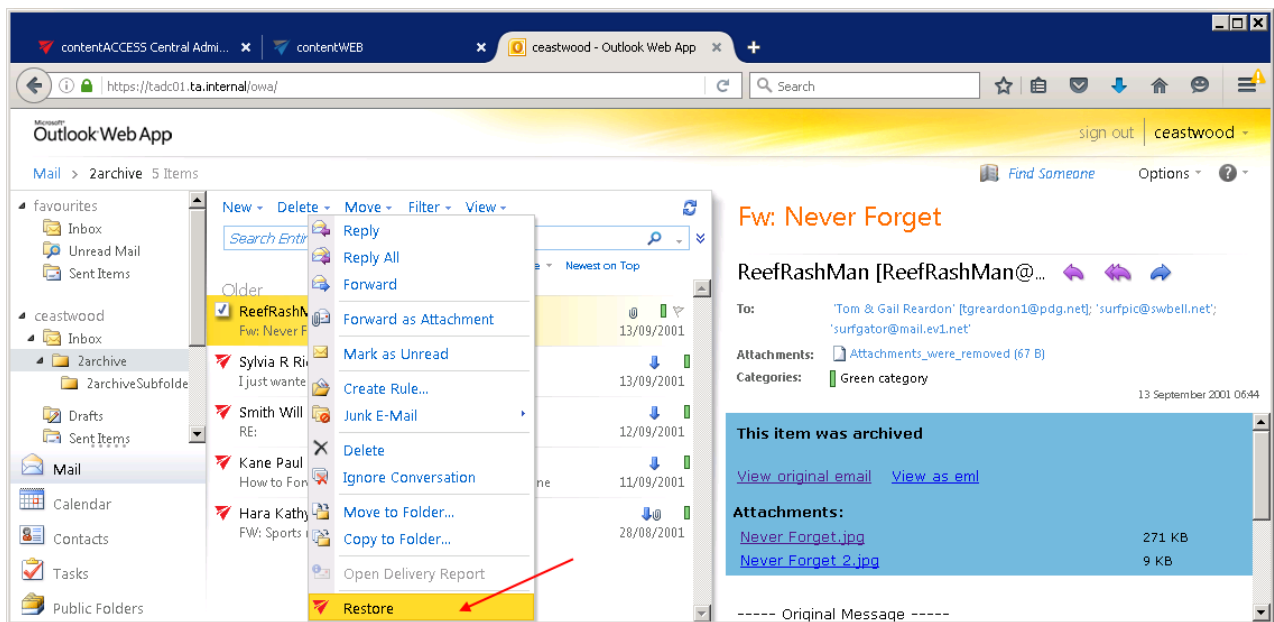 contentACCESS Central Admi...
contentWEB
ceastwood - Outlook Web App
https://tadc01.ta.internal/owa/
Search
Microsoft
Outlook Web App
sign out
ceastwood
Mail > 2archive 5 Items
Find Someone
Options
favourites
Inbox
Unread Mail
Sent Items
ceastwood
Inbox
2archive
2archiveSubfolde
Drafts
Sent Items
Mail
Calendar
Contacts
Tasks
Public Folders
New Delete Move Filter View
Search Entir
Newest on Top
Older
ReefRashM
Fw: Never F
13/09/2001
Sylvia R Ri
I just wante
13/09/2001
Smith Will
RE:
12/09/2001
Kane Paul
How to For
ne
11/09/2001
Hara Kathy
FW: Sports
28/08/2001
Reply
Reply All
Forward
Forward as Attachment
Mark as Unread
Create Rule...
Junk E-Mail
Delete
Ignore Conversation
Move to Folder...
Copy to Folder...
Open Delivery Report
Restore
Fw: Never Forget
ReefRashMan [ReefRashMan@...
To: 'Tom & Gail Reardon' [tgreardon1@pdg.net]; 'surfpic@swbell.net';
'surfgator@mail.ev1.net'
Attachments: Attachments_were_removed (67 B)
Categories: Green category
13 September 2001 06:44
This item was archived
View original email View as eml
Attachments:
Never Forget.jpg 271 KB
Never Forget 2.jpg 9 KB
----- Original Message -----